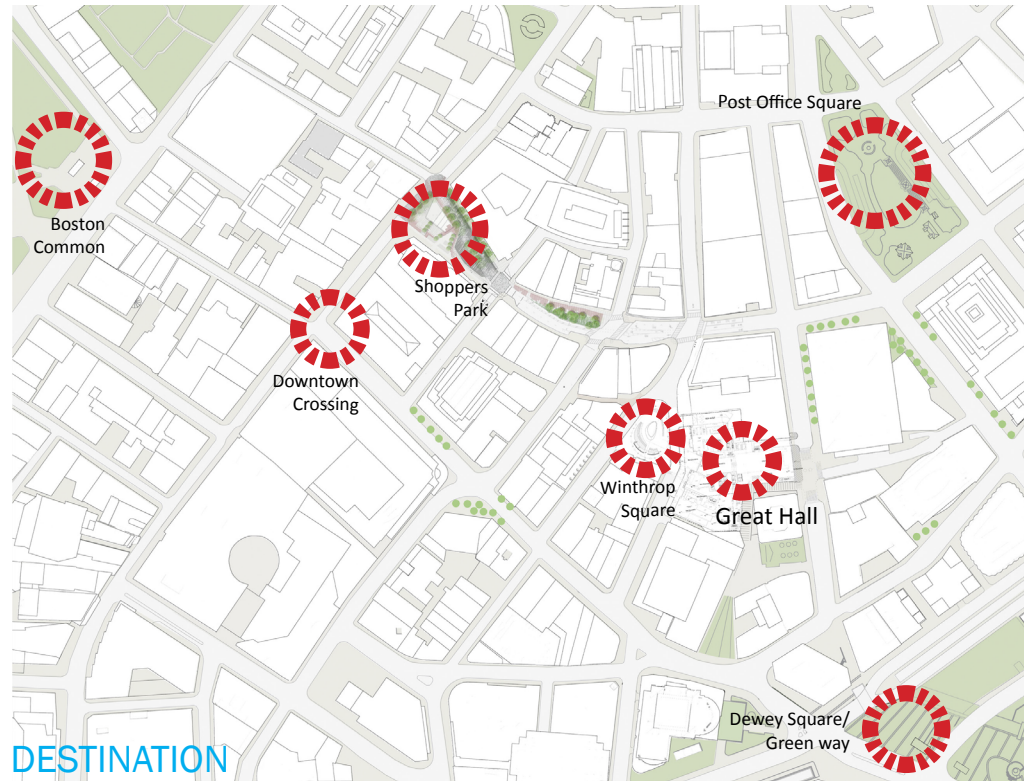 Post Office Square
Boston
Common
Shoppers
Park
Downtown
Crossing
Winthrop
Square
Great Hall
Dewey Square/
Green way
DESTINATION